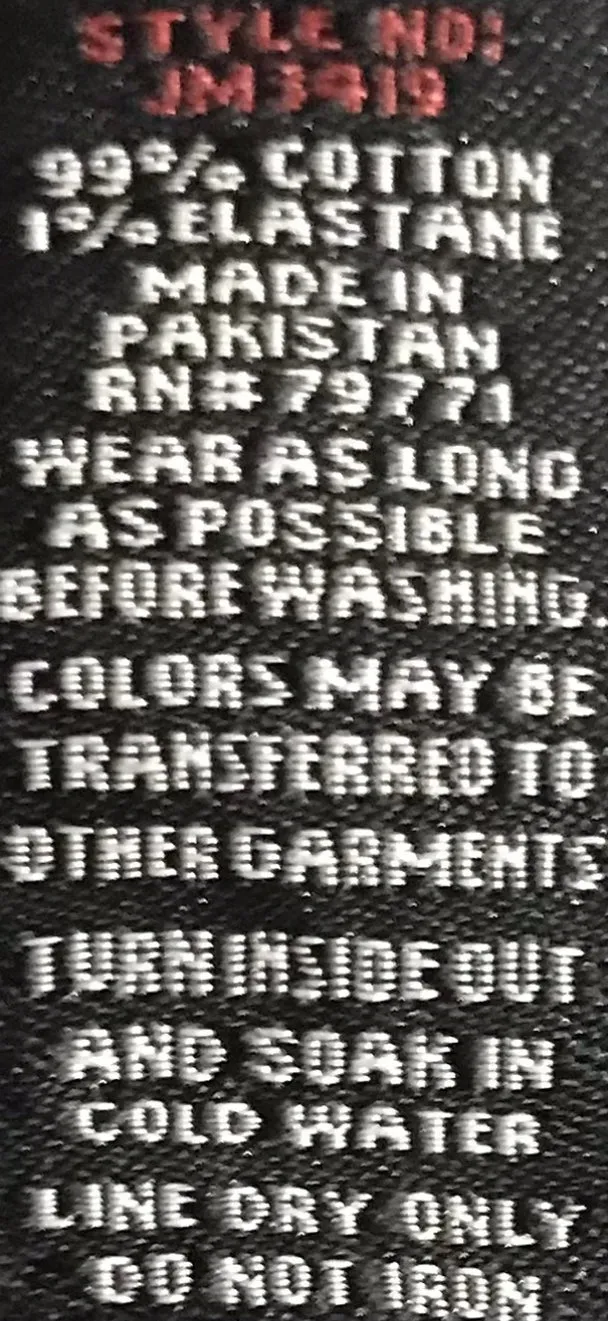 STYLE NO:
JM3419
99% COTTON
1% ELASTANE
MADE IN
PAKISTAN
RN# 79771
WEAR AS LONG
AS POSSIBLE
BEFORE WASHING.
COLORS MAY BE
TRANSFERRED TO
OTHER GARMENTS
TURN INSIDE OUT
AND SOAK IN
COLD WATER
LINE DRY ONLY
DO NOT IRON